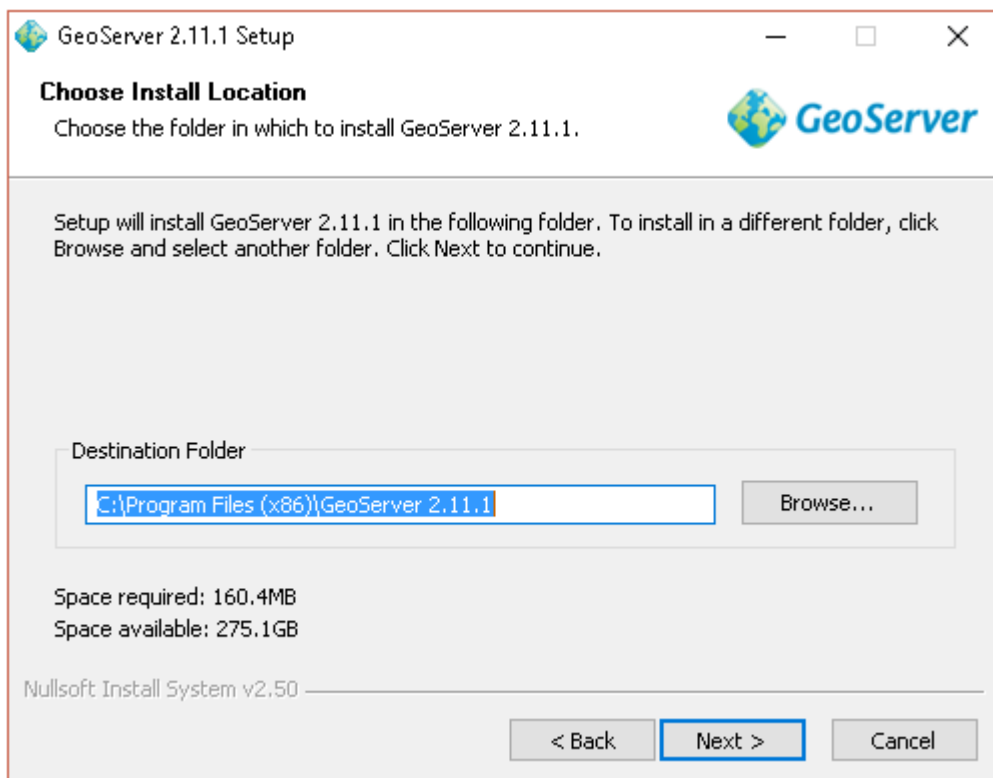 GeoServer 2.11.1 Setup
Choose Install Location
Choose the folder in which to install GeoServer 2.11.1.
GeoServer
Setup will install GeoServer 2.11.1 in the following folder. To install in a different folder, click
Browse and select another folder. Click Next to continue.
Destination Folder
C:\Program Files (x86)\GeoServer 2.11.1
Browse...
Space required: 160.4MB
Space available: 275.1GB
Nullsoft Install System v2.50
< Back
Next >
Cancel